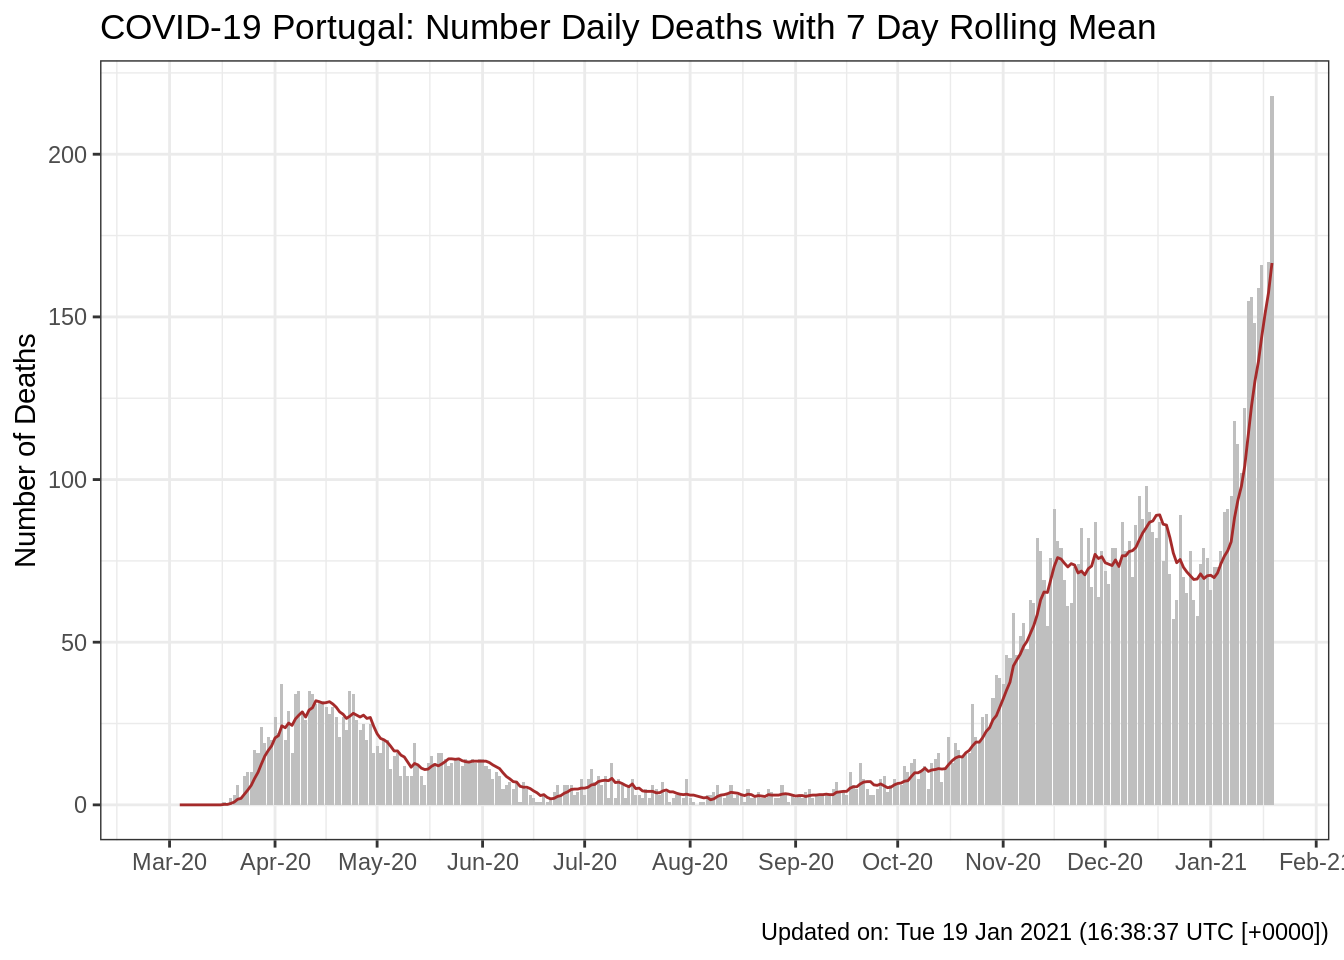 COVID-19 Portugal: Number Daily Deaths with 7 Day Rolling Mean
Number of Deaths
200
150
100
50
0
Mar-20 Apr-20 May-20 Jun-20 Jul-20 Aug-20 Sep-20 Oct-20 Nov-20 Dec-20 Jan-21 Feb-21
Updated on: Tue 19 Jan 2021 (16:38:37 UTC [+0000])